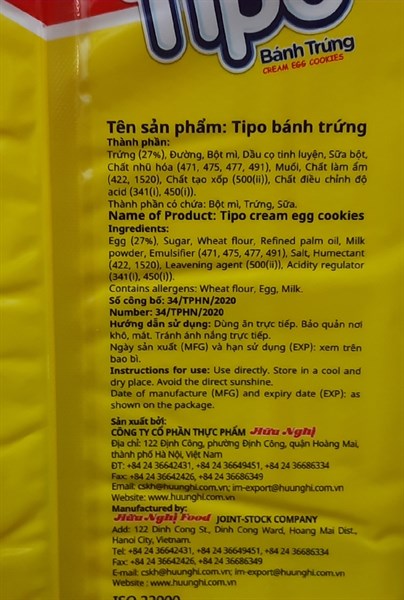 Tipo
Bánh Trứng
CREAM EGG COOKIES
Tên sản phẩm: Tipo bánh trứng
Thành phần:
Trứng (27%), Đường, Bột mì, Dầu cọ tinh luyện, Sữa bột,
Chất nhũ hóa (471, 475, 477, 491), Muối, Chất làm ẩm
(422, 1520), Chất tạo xốp (500(ii)), Chất điều chỉnh độ
acid (341(i), 450(i)).
Thành phần có chứa: Bột mì, Trứng, Sữa.
Name of Product: Tipo cream egg cookies
Ingredients:
Egg (27%), Sugar, Wheat flour, Refined palm oil, Milk
powder, Emulsifier (471, 475, 477, 491), Salt, Humectant
(422, 1520), Leavening agent (500(ii)), Acidity regulator
(341(i), 450(i)).
Contains allergens: Wheat flour, Egg, Milk.
Số công bố: 34/TPHN/2020
Number: 34/TPHN/2020
Hướng dẫn sử dụng: Dùng ăn trực tiếp. Bảo quản nơi
khô, mát. Tránh ánh nắng trực tiếp.
Ngày sản xuất (MFG) và hạn sử dụng (EXP): xem trên
bao bì.
Instructions for use: Use directly. Store in a cool and
dry place. Avoid the direct sunshine.
Date of manufacture (MFG) and expiry date (EXP): as
shown on the package.
Sản xuất bởi:
CÔNG TY CỔ PHẦN THỰC PHẨM Hữu Nghị
Địa chỉ: 122 Định Công, phường Định Công, quận Hoàng Mai,
thành phố Hà Nội, Việt Nam
ĐT: +84 24 36642431, +84 24 36649451, +84 24 36686334
Fax: +84 24 36642426, +84 24 36686349
Email: cskh@huunghi.com.vn; im-export@huunghi.com.vn
Website: www.huunghi.com.vn
Manufactured by:
Hữu Nghị Food JOINT-STOCK COMPANY
Add: 122 Dinh Cong St., Dinh Cong Ward, Hoang Mai Dist.,
Hanoi City, Vietnam.
Tel: +84 24 36642431, +84 24 36649451, +84 24 36686334
Fax: +84 24 36642426, +84 24 36686349
E-mail: cskh@huunghi.com.vn; im-export@huunghi.com.vn
Website : www.huunghi.com.vn
ISO 22000